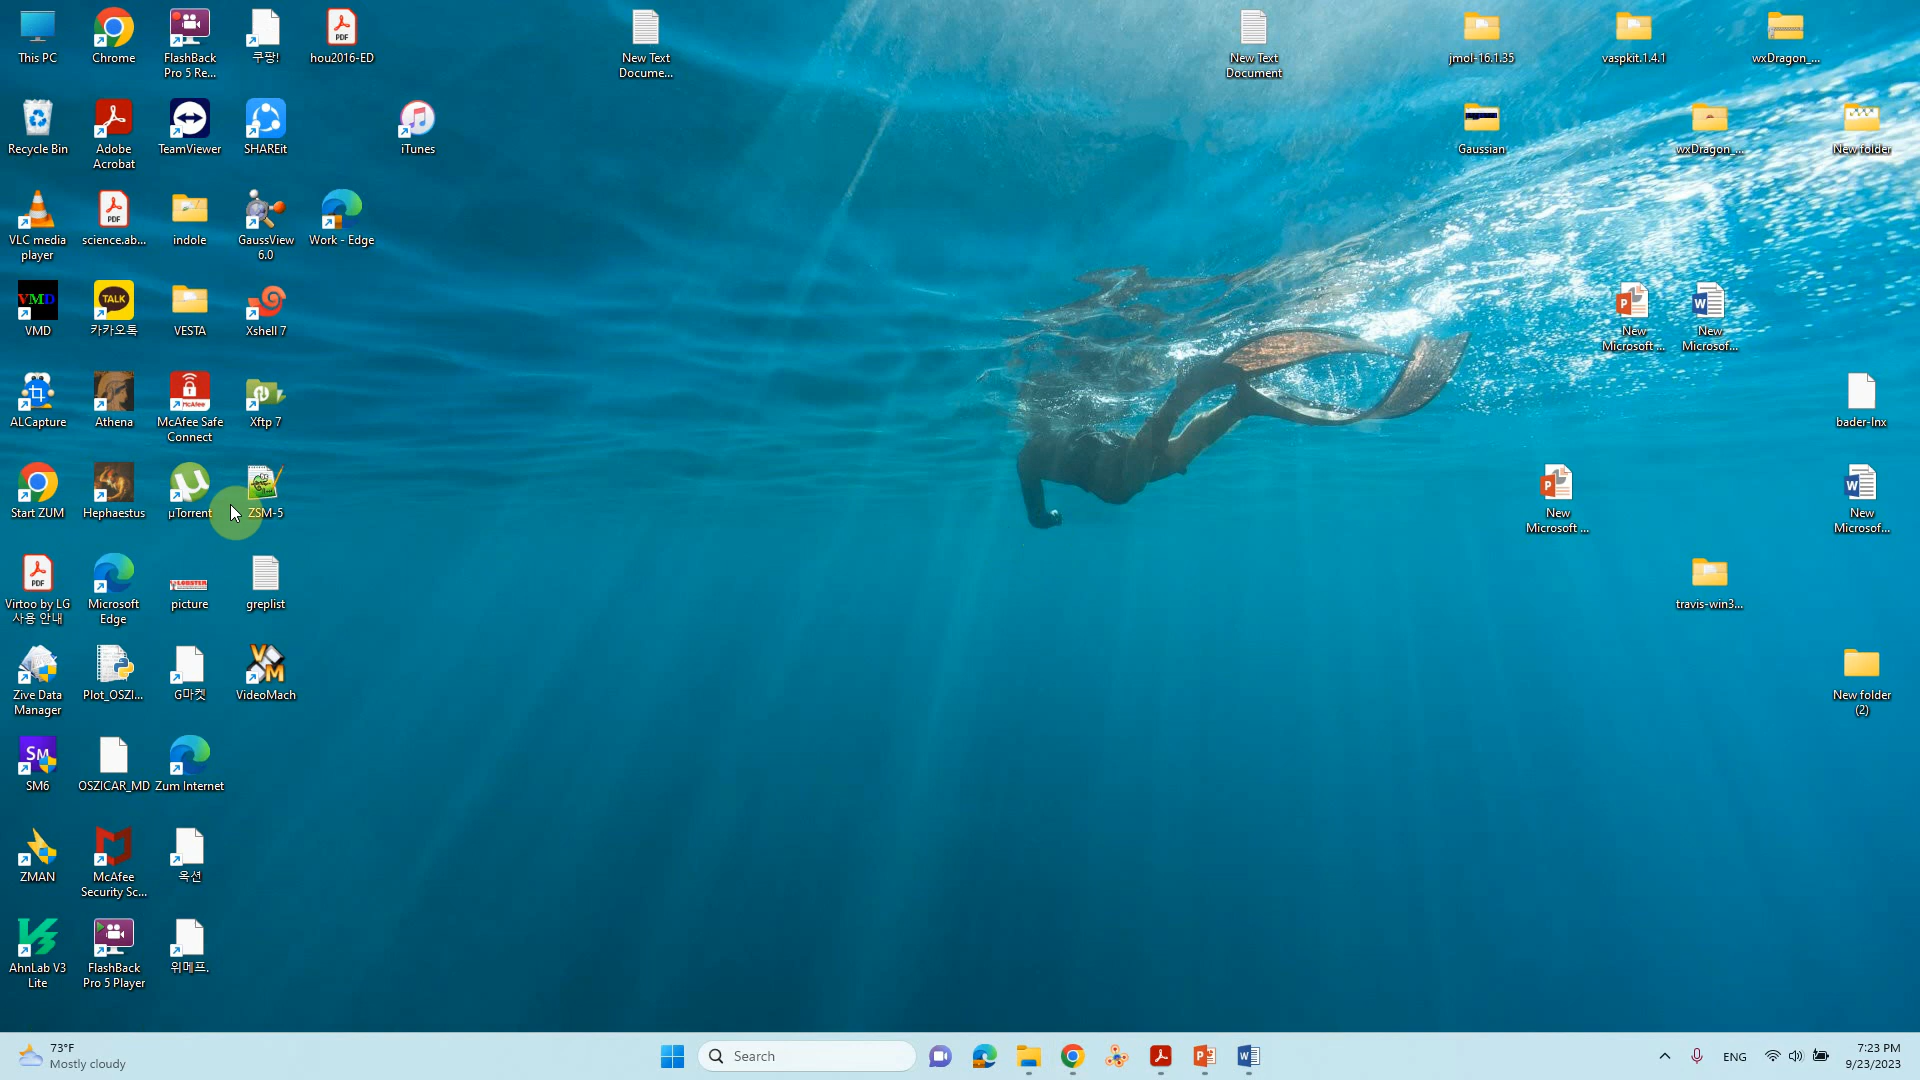 This PC
Chrome
FlashBack
Pro 5 Re...
쿠팡!
hou2016-ED
New Text
Docume...
New Text
Document
jmol-16.1.35
vaspkit.1.4.1
wxDragon_...
Recycle Bin
Adobe
Acrobat
TeamViewer
SHAREit
iTunes
Gaussian
wxDragon_...
New folder
VLC media
player
science.ab...
indole
GaussView
6.0
Work - Edge
VMD
VMD
TALK
카카오톡
VESTA
Xshell 7
New
Microsoft ...
New
Microsof...
ALCapture
Athena
McAfee
McAfee Safe
Connect
Xftp 7
bader-lnx
Start ZUM
Hephaestus
µTorrent
ZSM-5
New
Microsoft ...
New
Microsof...
PDF
Virtoo by LG
사용 안내
Microsoft
Edge
LOBSTER
picture
greplist
travis-win3...
Zive Data
Manager
Plot_OSZI...
G마켓
VM
VideoMach
New folder
(2)
SM
SM6
OSZICAR_MD
Zum Internet
ZMAN
McAfee
Security Sc...
옥션
AhnLab V3
Lite
FlashBack
Pro 5 Player
위메프.
73°F
Mostly cloudy
Search
ENG
7:23 PM
9/23/2023